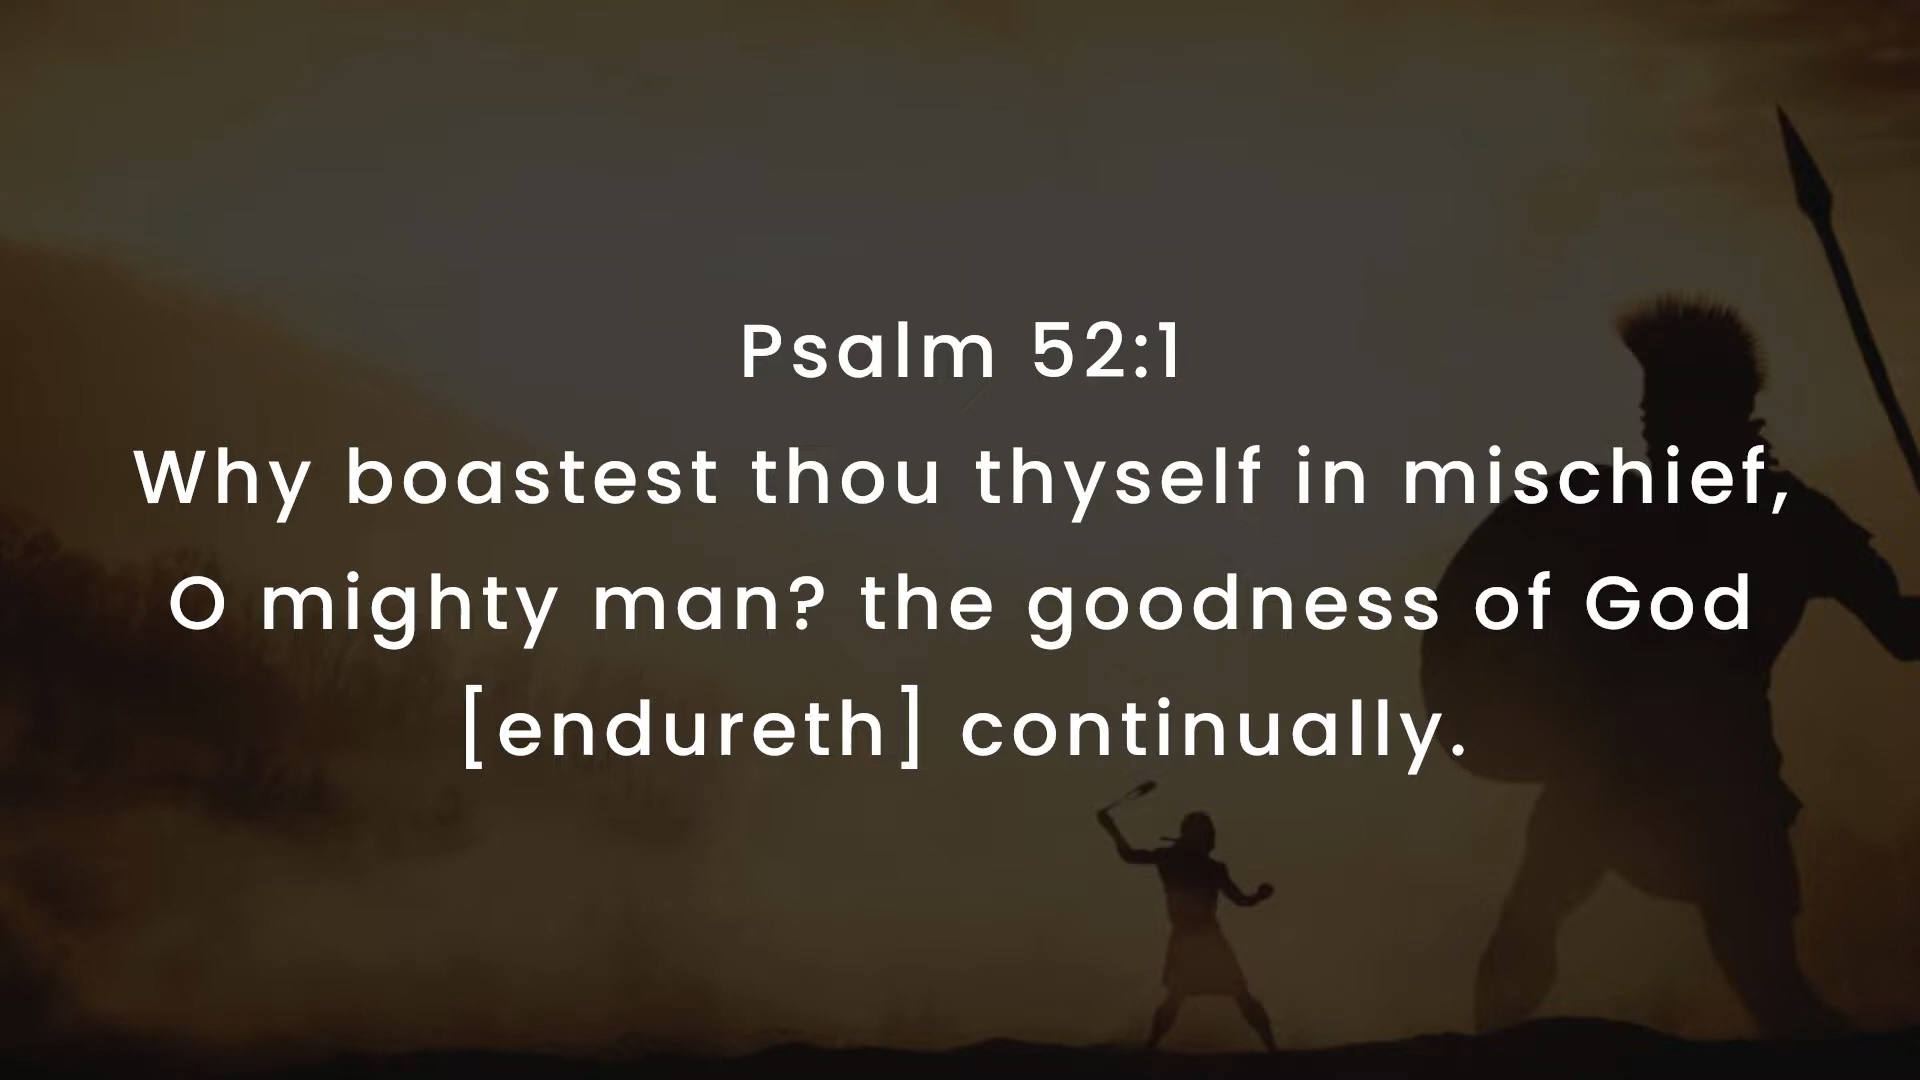 Psalm 52:1
Why boastest thou thyself in mischief,
O mighty man? the goodness of God
[endureth] continually.